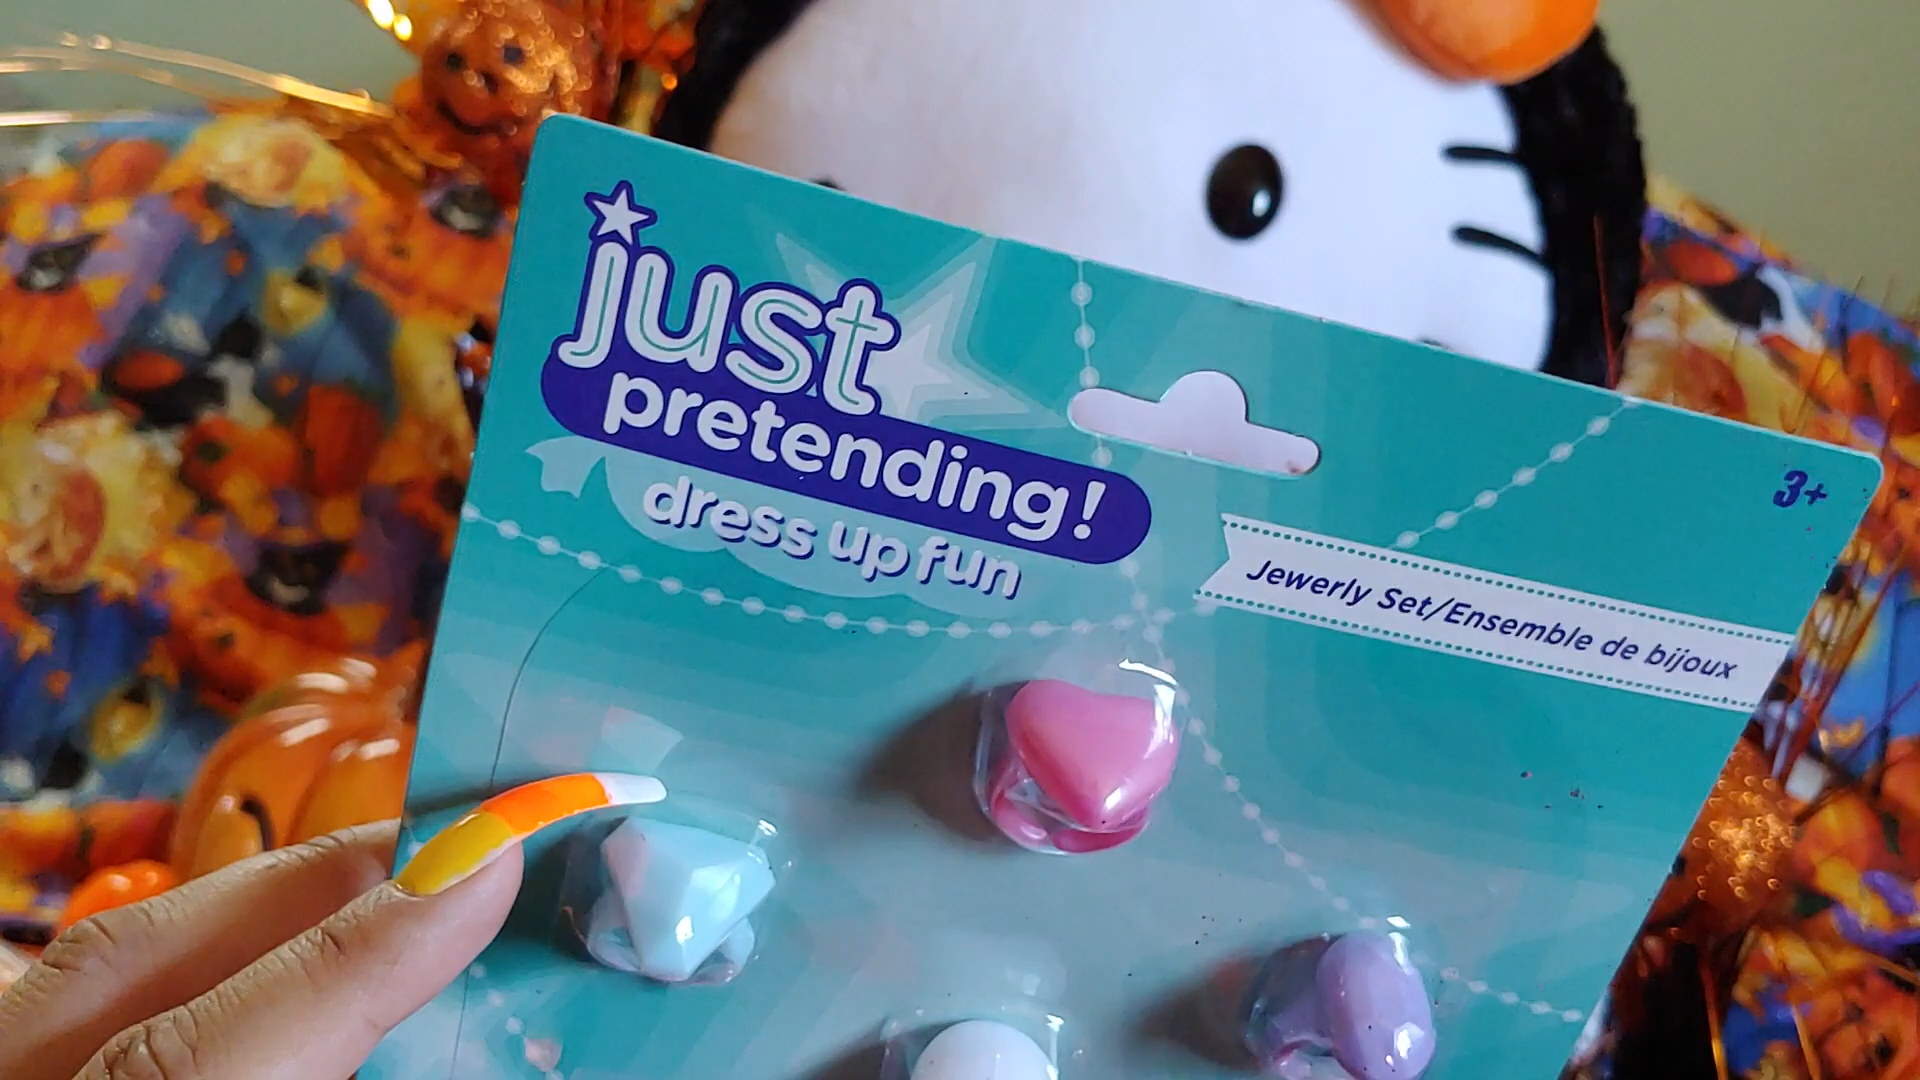 just
pretending!
dress up fun
3+
Jewerly Set/Ensemble de bijoux